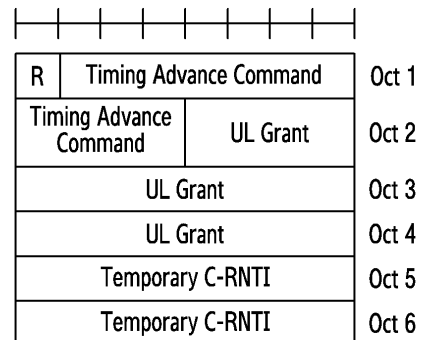 R Timing Advance Command Oct 1
Timing Advance
Command UL Grant Oct 2
UL Grant Oct 3
UL Grant Oct 4
Temporary C-RNTI Oct 5
Temporary C-RNTI Oct 6